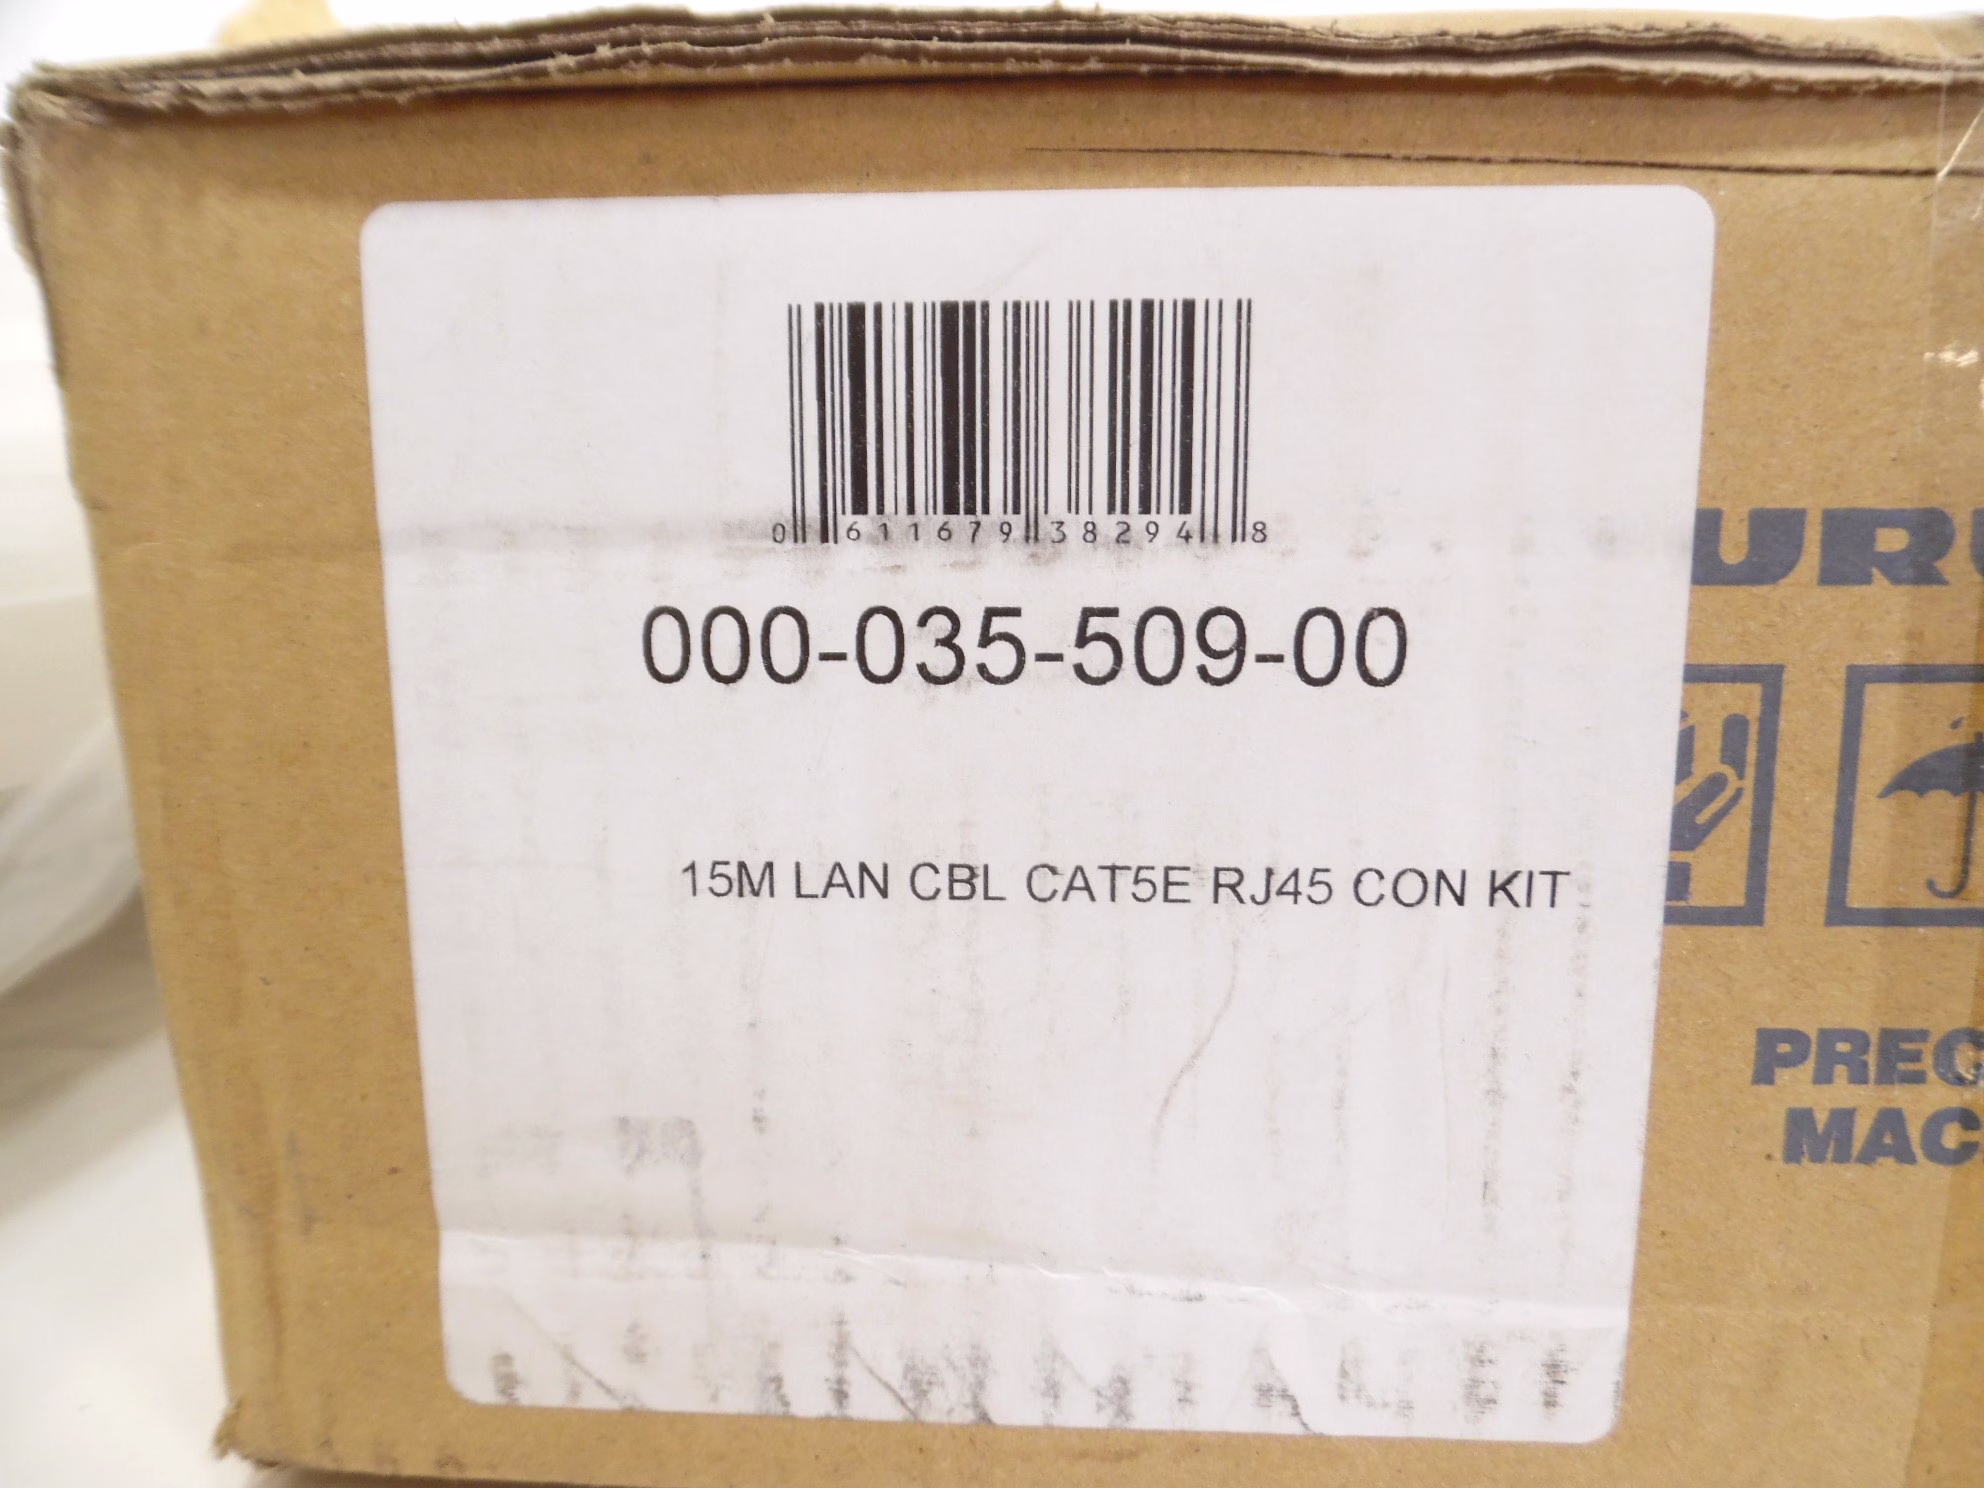 0 611679 38294 8
000-035-509-00
URU
15M LAN CBL CAT5E RJ45 CON KIT
PREC
MAC